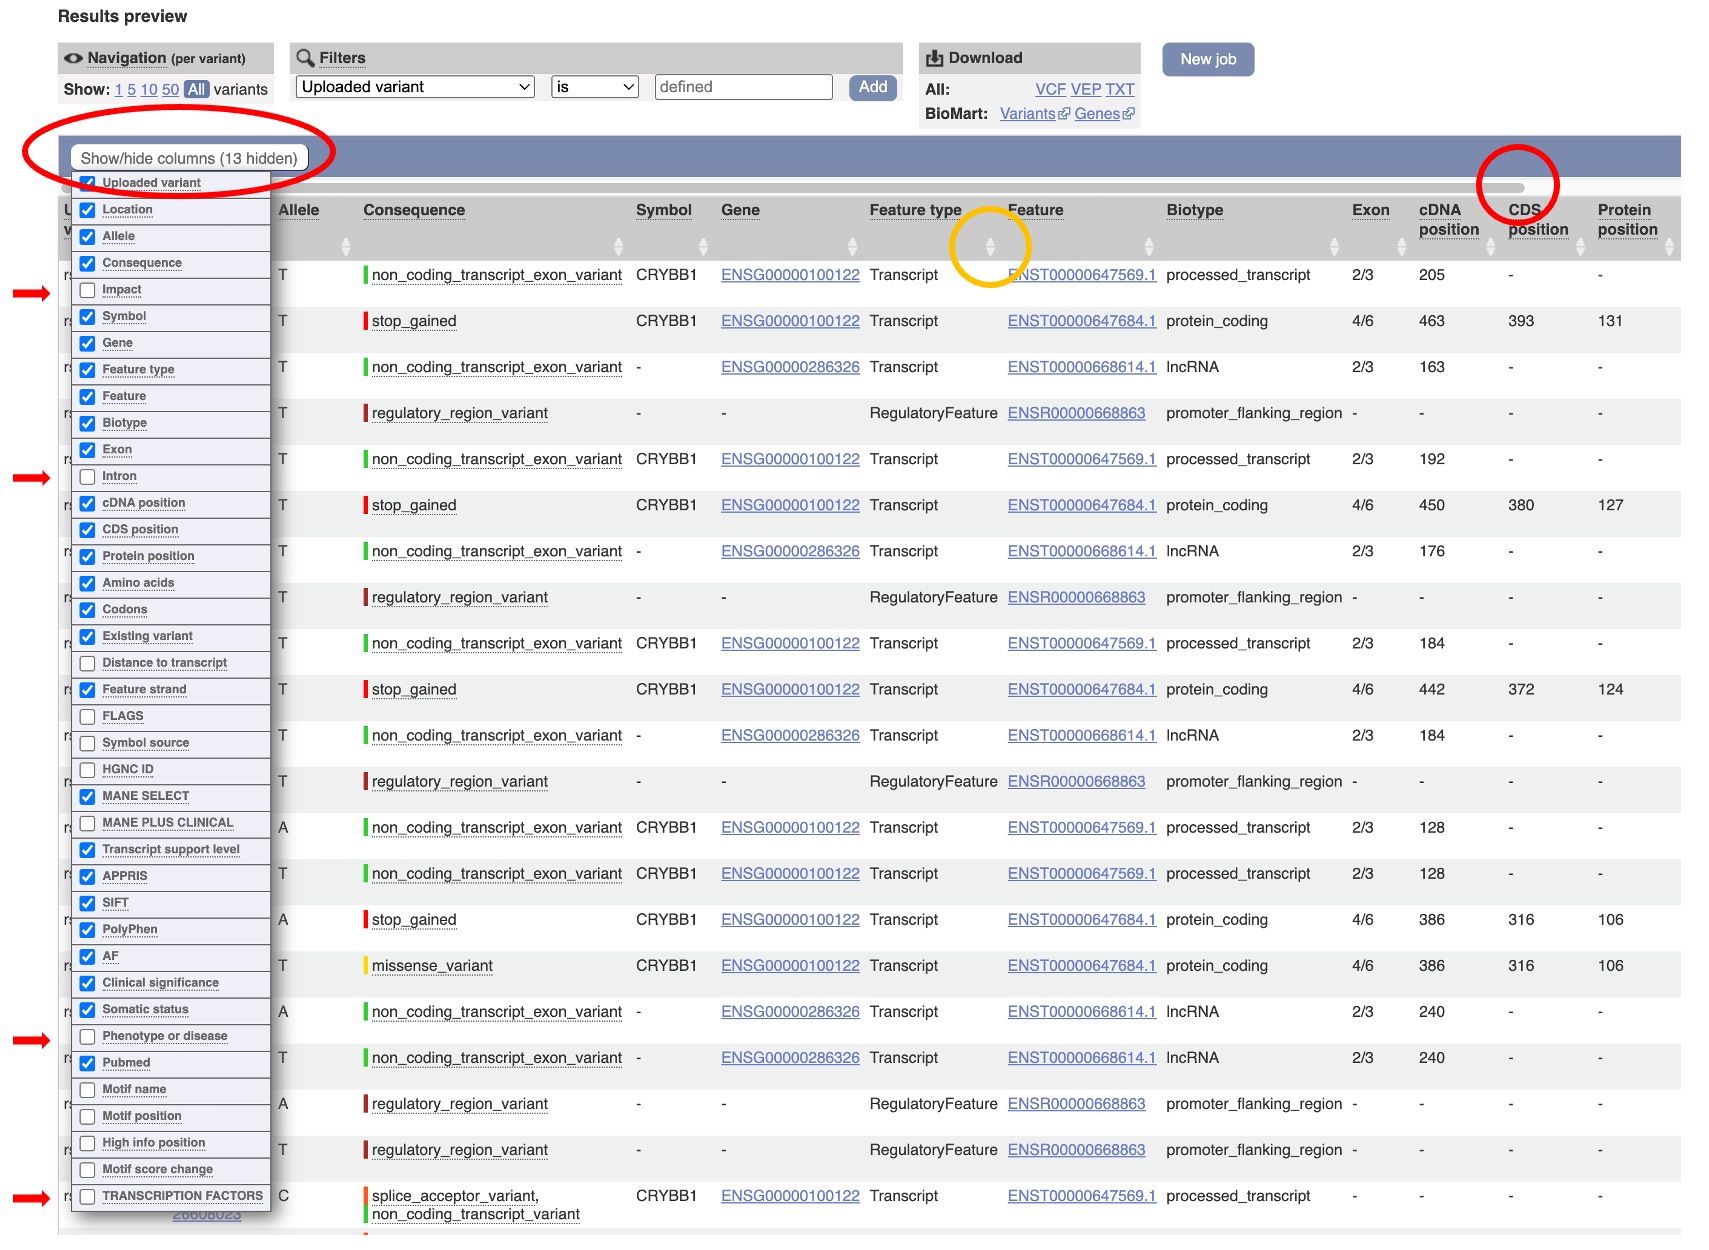 Results preview
Navigation (per variant)
Show: 1 5 10 50 All variants
Filters
Uploaded variant is defined Add
Download
All: VCF VEP TXT
BioMart: Variants Genes
New job
Show/hide columns (13 hidden)
Uploaded variant
Location
Allele
Consequence
Impact
Symbol
Gene
Feature type
Feature
Biotype
Exon
Intron
cDNA position
CDS position
Protein position
Amino acids
Codons
Existing variant
Distance to transcript
Feature strand
FLAGS
Symbol source
HGNC ID
MANE SELECT
MANE PLUS CLINICAL
Transcript support level
APPRIS
SIFT
PolyPhen
AF
Clinical significance
Somatic status
Phenotype or disease
Pubmed
Motif name
Motif position
High info position
Motif score change
TRANSCRIPTION FACTORS
Allele Consequence Symbol Gene Feature type Feature Biotype Exon cDNA position CDS position Protein position
T non_coding_transcript_exon_variant CRYBB1 ENSG00000100122 Transcript ENST00000647569.1 processed_transcript 2/3 205 - -
T stop_gained CRYBB1 ENSG00000100122 Transcript ENST00000647684.1 protein_coding 4/6 463 393 131
T non_coding_transcript_exon_variant - ENSG00000286326 Transcript ENST00000668614.1 lncRNA 2/3 163 - -
T regulatory_region_variant - - RegulatoryFeature ENSR00000668863 promoter_flanking_region - - - -
T non_coding_transcript_exon_variant CRYBB1 ENSG00000100122 Transcript ENST00000647569.1 processed_transcript 2/3 192 - -
T stop_gained CRYBB1 ENSG00000100122 Transcript ENST00000647684.1 protein_coding 4/6 450 380 127
T non_coding_transcript_exon_variant - ENSG00000286326 Transcript ENST00000668614.1 lncRNA 2/3 176 - -
T regulatory_region_variant - - RegulatoryFeature ENSR00000668863 promoter_flanking_region - - - -
T non_coding_transcript_exon_variant CRYBB1 ENSG00000100122 Transcript ENST00000647569.1 processed_transcript 2/3 184 - -
T stop_gained CRYBB1 ENSG00000100122 Transcript ENST00000647684.1 protein_coding 4/6 442 372 124
T non_coding_transcript_exon_variant - ENSG00000286326 Transcript ENST00000668614.1 lncRNA 2/3 184 - -
T regulatory_region_variant - - RegulatoryFeature ENSR00000668863 promoter_flanking_region - - - -
A non_coding_transcript_exon_variant CRYBB1 ENSG00000100122 Transcript ENST00000647569.1 processed_transcript 2/3 128 - -
T non_coding_transcript_exon_variant CRYBB1 ENSG00000100122 Transcript ENST00000647569.1 processed_transcript 2/3 128 - -
A stop_gained CRYBB1 ENSG00000100122 Transcript ENST00000647684.1 protein_coding 4/6 386 316 106
T missense_variant CRYBB1 ENSG00000100122 Transcript ENST00000647684.1 protein_coding 4/6 386 316 106
A non_coding_transcript_exon_variant - ENSG00000286326 Transcript ENST00000668614.1 lncRNA 2/3 240 - -
T non_coding_transcript_exon_variant - ENSG00000286326 Transcript ENST00000668614.1 lncRNA 2/3 240 - -
A regulatory_region_variant - - RegulatoryFeature ENSR00000668863 promoter_flanking_region - - - -
T regulatory_region_variant - - RegulatoryFeature ENSR00000668863 promoter_flanking_region - - - -
C splice_acceptor_variant, CRYBB1 ENSG00000100122 Transcript ENST00000647569.1 processed_transcript - - - -
26608023 non_coding_transcript_variant